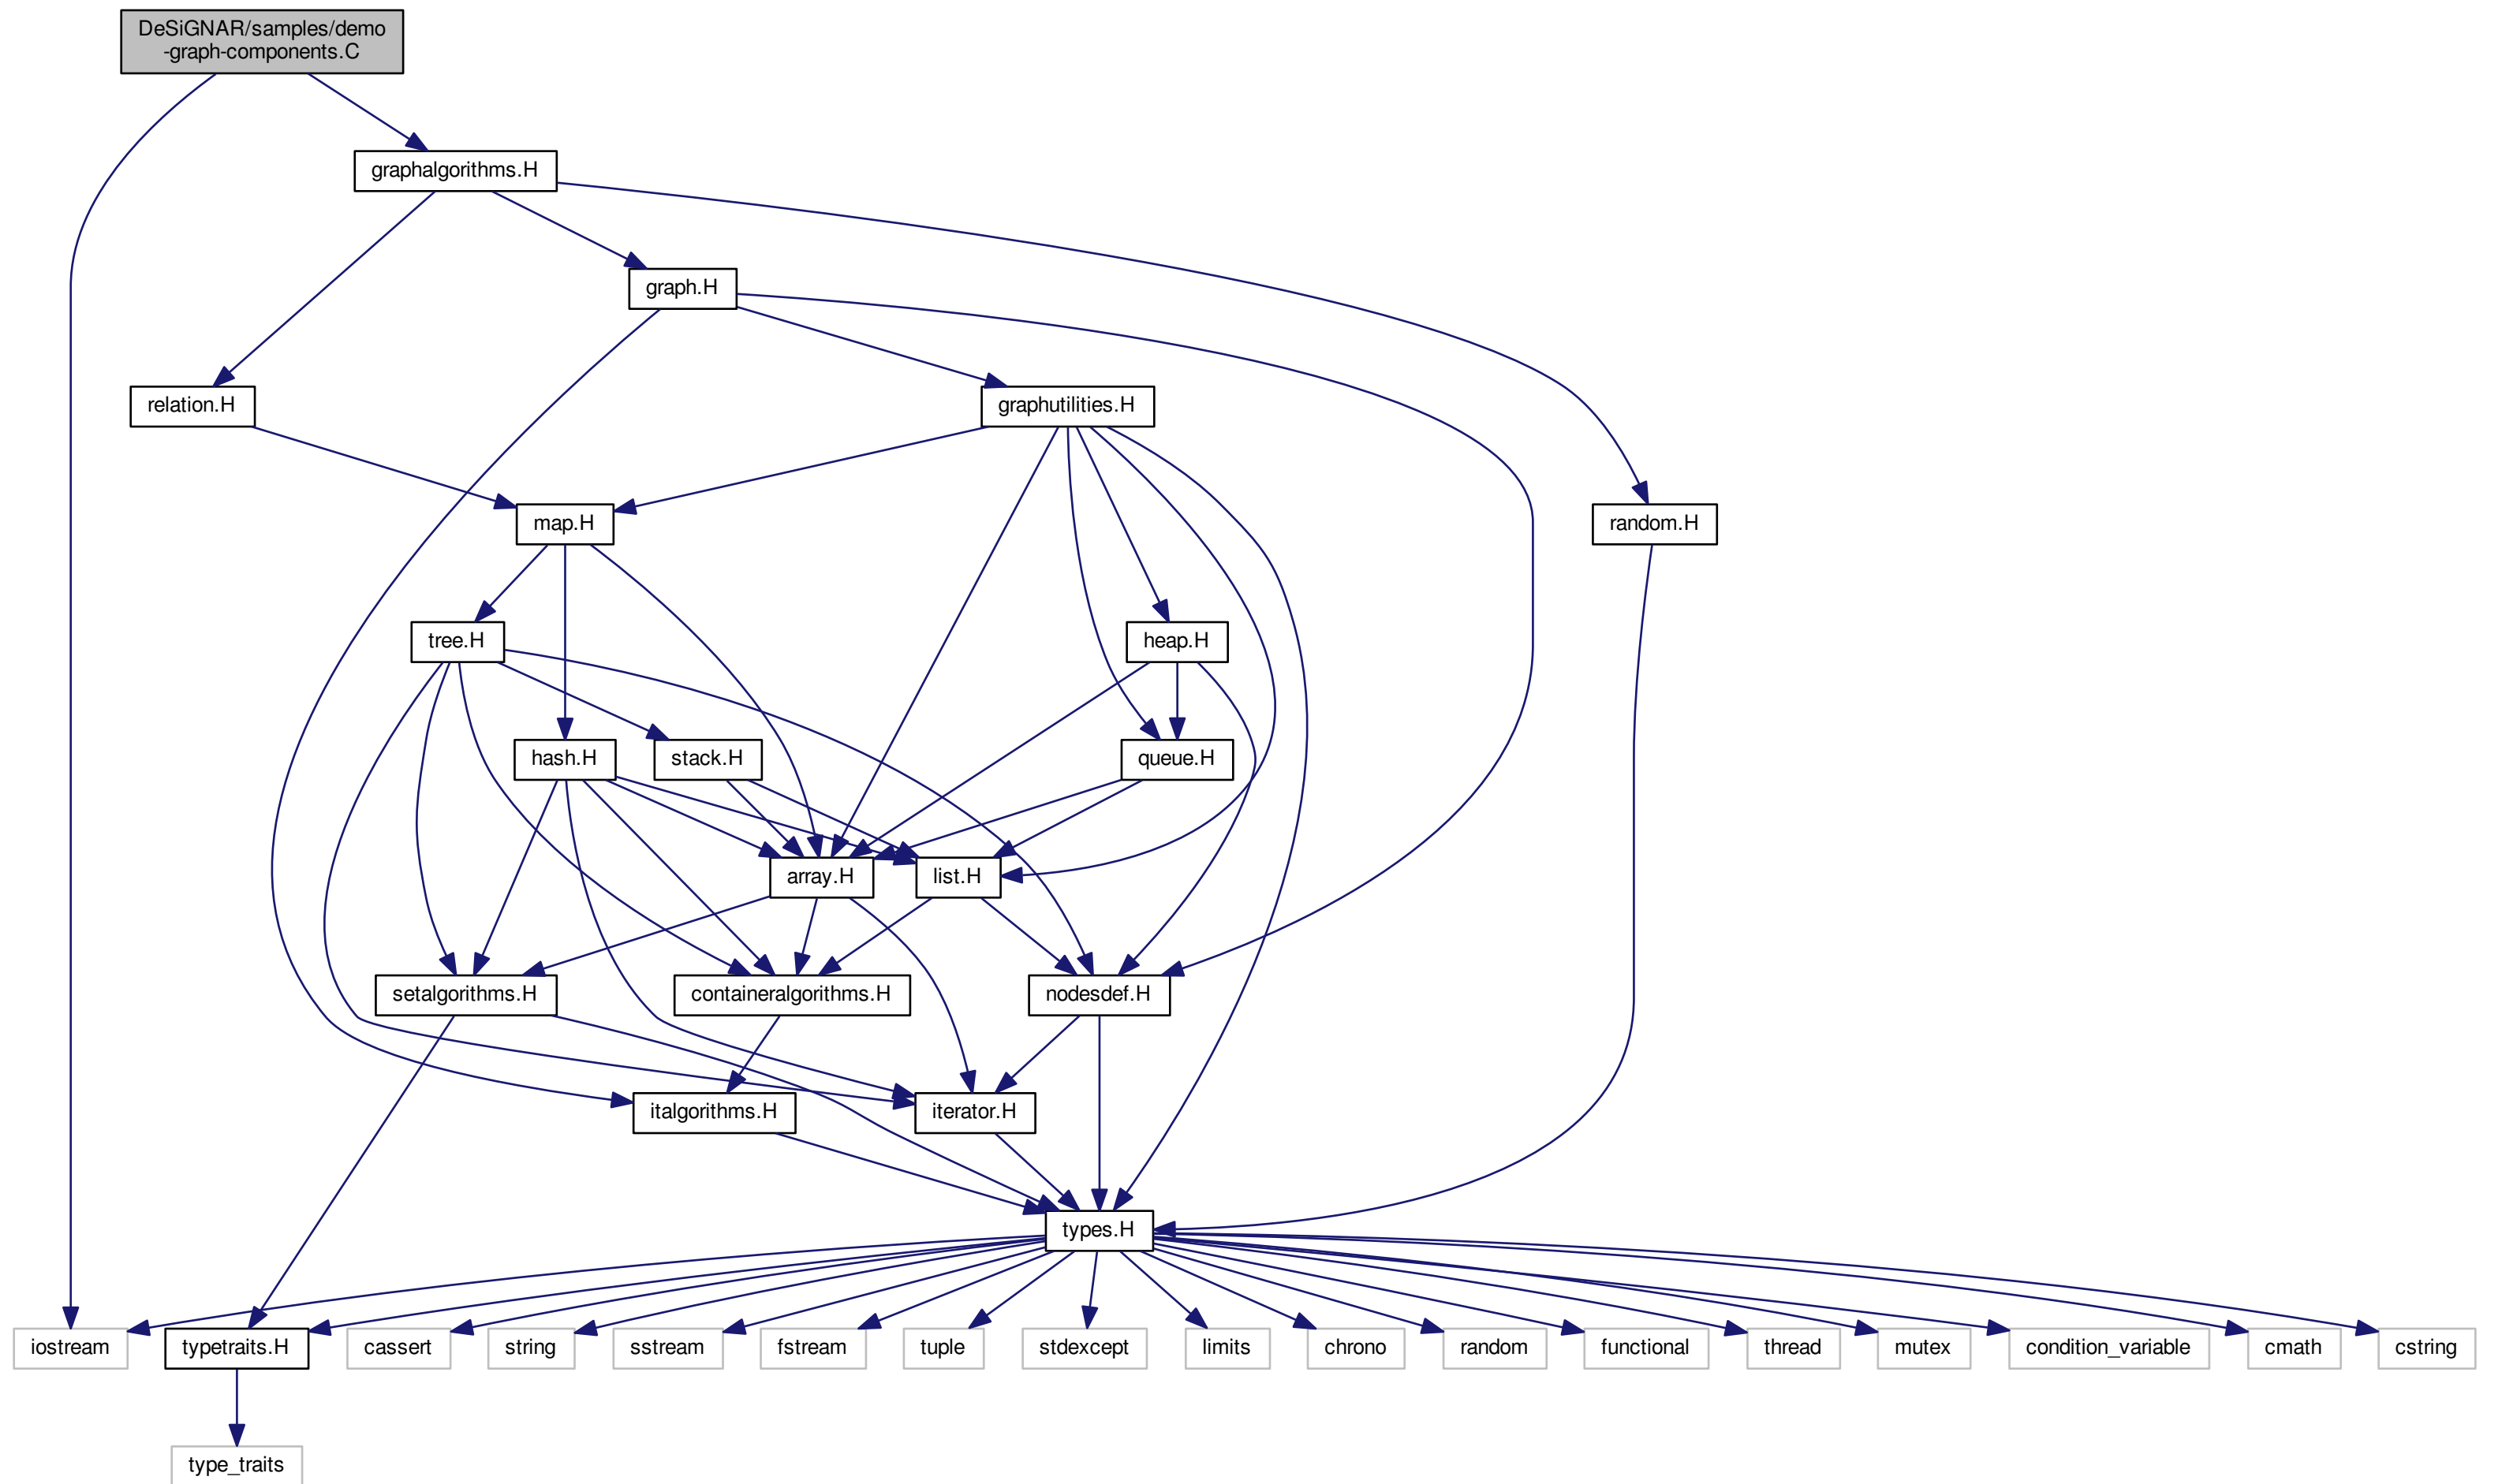 DeSiGNAR/samples/demo
-graph-components.C
graphalgorithms.H
graph.H
relation.H
graphutilities.H
map.H
random.H
tree.H
heap.H
hash.H
stack.H
queue.H
array.H
list.H
setalgorithms.H
containeralgorithms.H
nodesdef.H
italgorithms.H
iterator.H
types.H
iostream
typetraits.H
cassert
string
sstream
fstream
tuple
stdexcept
limits
chrono
random
functional
thread
mutex
condition_variable
cmath
cstring
type_traits